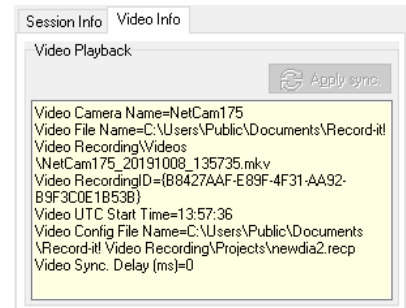 Session Info Video Info
Video Playback
Apply sync.
Video Camera Name=NetCam175
Video File Name=C:\Users\Public\Documents\Record-it!
Video Recording\Videos
\NetCam175_20191008_135735.mkv
Video RecordingID={B8427AAF-E89F-4F31-AA92-
B9F3C0E1B53B}
Video UTC Start Time=13:57:36
Video Config File Name=C:\Users\Public\Documents
\Record-it! Video Recording\Projects\newdia2.recp
Video Sync. Delay (ms)=0